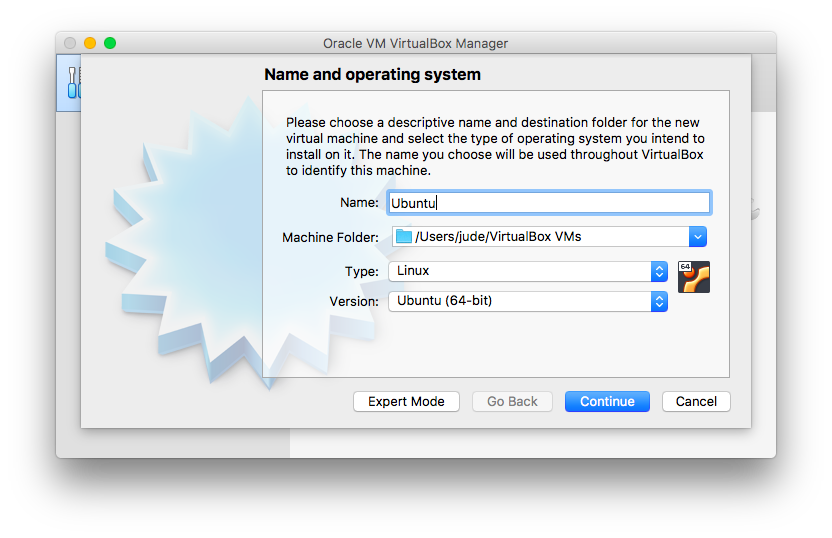 Oracle VM VirtualBox Manager
Name and operating system
Please choose a descriptive name and destination folder for the new
virtual machine and select the type of operating system you intend to
install on it. The name you choose will be used throughout VirtualBox
to identify this machine.
Name: Ubuntu
Machine Folder: /Users/jude/VirtualBox VMs
Type: Linux
64
Version: Ubuntu (64-bit)
Expert Mode Go Back Continue Cancel